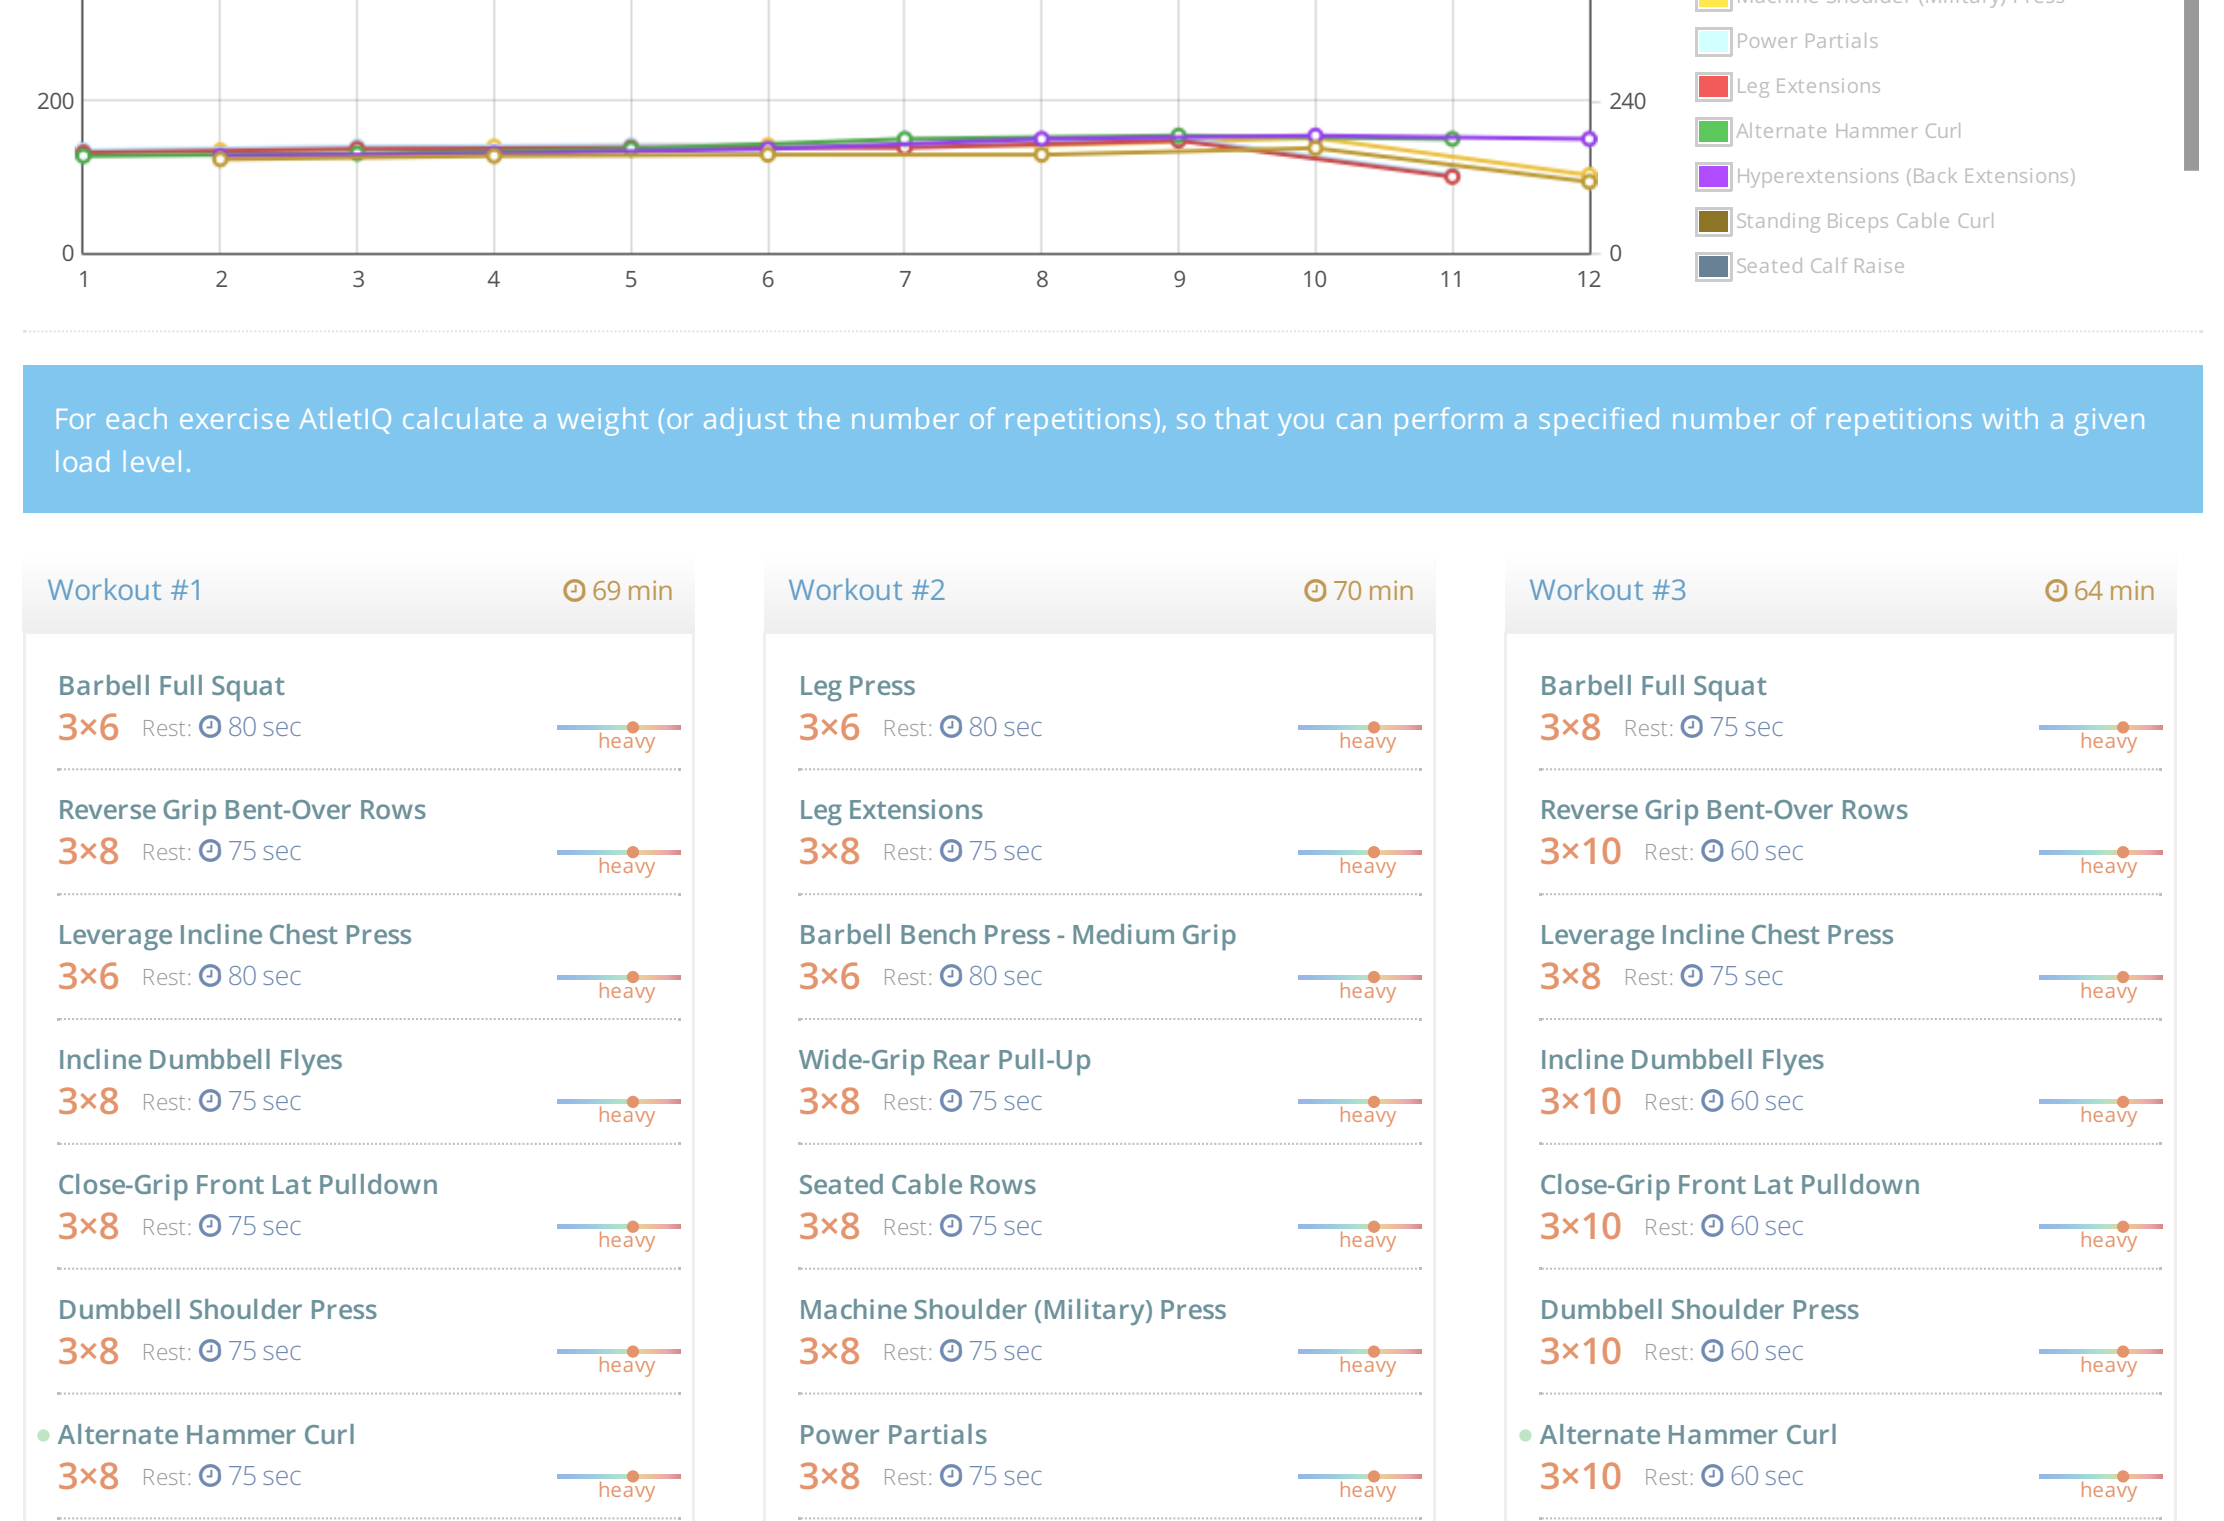 Machine Shoulder (Military) Press
Power Partials
200
240
Leg Extensions
Alternate Hammer Curl
Hyperextensions (Back Extensions)
Standing Biceps Cable Curl
0
0
Seated Calf Raise
1 2 3 4 5 6 7 8 9 10 11 12
For each exercise AtletIQ calculate a weight (or adjust the number of repetitions), so that you can perform a specified number of repetitions with a given
load level.
Workout #1 69 min
Barbell Full Squat
3×6 Rest: 80 sec
heavy
Reverse Grip Bent-Over Rows
3×8 Rest: 75 sec
heavy
Leverage Incline Chest Press
3×6 Rest: 80 sec
heavy
Incline Dumbbell Flyes
3×8 Rest: 75 sec
heavy
Close-Grip Front Lat Pulldown
3×8 Rest: 75 sec
heavy
Dumbbell Shoulder Press
3×8 Rest: 75 sec
heavy
Alternate Hammer Curl
3×8 Rest: 75 sec
heavy
Workout #2 70 min
Leg Press
3×6 Rest: 80 sec
heavy
Leg Extensions
3×8 Rest: 75 sec
heavy
Barbell Bench Press - Medium Grip
3×6 Rest: 80 sec
heavy
Wide-Grip Rear Pull-Up
3×8 Rest: 75 sec
heavy
Seated Cable Rows
3×8 Rest: 75 sec
heavy
Machine Shoulder (Military) Press
3×8 Rest: 75 sec
heavy
Power Partials
3×8 Rest: 75 sec
heavy
Workout #3 64 min
Barbell Full Squat
3×8 Rest: 75 sec
heavy
Reverse Grip Bent-Over Rows
3×10 Rest: 60 sec
heavy
Leverage Incline Chest Press
3×8 Rest: 75 sec
heavy
Incline Dumbbell Flyes
3×10 Rest: 60 sec
heavy
Close-Grip Front Lat Pulldown
3×10 Rest: 60 sec
heavy
Dumbbell Shoulder Press
3×10 Rest: 60 sec
heavy
Alternate Hammer Curl
3×10 Rest: 60 sec
heavy